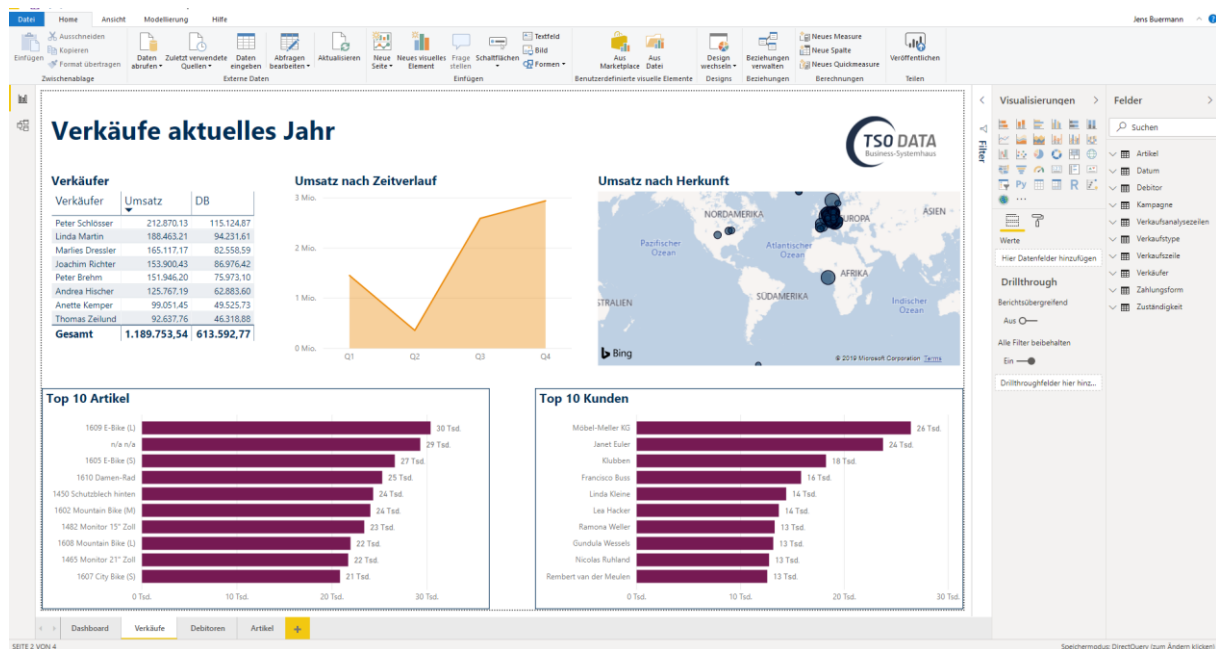 Datei Home Ansicht Modellierung Hilfe Jens Buermann
Einfügen
Ausschneiden
Kopieren
Format übertragen
Zwischenablage
Daten abrufen
Zuletzt verwendete Quellen
Daten eingeben
Abfragen bearbeiten
Externe Daten
Aktualisieren
Neue Seite
Neues visuelles Element
Frage stellen
Schaltflächen
Textfeld
Bild
Formen
Einfügen
Aus Marketplace
Aus Datei
Benutzerdefinierte visuelle Elemente
Design wechseln
Designs
Beziehungen verwalten
Beziehungen
Neues Measure
Neue Spalte
Neues Quickmeasure
Berechnungen
Veröffentlichen
Teilen
Verkäufe aktuelles Jahr
TSO DATA
Business-Systemhaus
Verkäufer
Verkäufer Umsatz DB
Peter Schlösser 212.870,13 115.124,87
Linda Martin 188.463,21 94.231,61
Marlies Dressler 165.117,17 82.558,59
Joachim Richter 153.900,43 86.976,42
Peter Brehm 151.946,20 75.973,10
Andrea Hischer 125.767,19 62.883,60
Anette Kemper 99.051,45 49.525,73
Thomas Zeilund 92.637,76 46.318,88
Gesamt 1.189.753,54 613.592,77
Umsatz nach Zeitverlauf
3 Mio.
2 Mio.
1 Mio.
0 Mio.
Q1 Q2 Q3 Q4
Umsatz nach Herkunft
NORDAMERIKA
EUROPA
ASIEN
Pazifischer
Ozean
Atlantischer
Ozean
AFRIKA
SÜDAMERIKA
Indischer
Ozean
STRALIEN
Bing
© 2019 Microsoft Corporation Terms
Top 10 Artikel
1609 E-Bike (L) 30 Tsd.
n/a n/a 29 Tsd.
1605 E-Bike (S) 27 Tsd.
1610 Damen-Rad 25 Tsd.
1450 Schutzblech hinten 24 Tsd.
1602 Mountain Bike (M) 24 Tsd.
1482 Monitor 15" Zoll 23 Tsd.
1608 Mountain Bike (L) 22 Tsd.
1465 Monitor 21" Zoll 22 Tsd.
1607 City Bike (S) 21 Tsd.
0 Tsd. 10 Tsd. 20 Tsd. 30 Tsd.
Top 10 Kunden
Möbel-Meller KG 26 Tsd.
Janet Euler 24 Tsd.
Klubben 18 Tsd.
Francisco Buss 16 Tsd.
Linda Kleine 14 Tsd.
Lea Hacker 14 Tsd.
Ramona Weller 13 Tsd.
Gundula Wessels 13 Tsd.
Nicolas Ruhland 13 Tsd.
Rembert van der Meulen 13 Tsd.
0 Tsd. 10 Tsd. 20 Tsd. 30 Tsd.
Filter
Visualisierungen
Py R
Werte
Hier Datenfelder hinzufügen
Drillthrough
Berichtsübergreifend
Aus
Alle Filter beibehalten
Ein
Drillthroughfelder hier hinz...
Felder
Suchen
Artikel
Datum
Debitor
Kampagne
Verkaufsanalysezeilen
Verkaufstype
Verkaufszeile
Verkäufer
Zahlungsform
Zuständigkeit
Dashboard Verkäufe Debitoren Artikel
SEITE 2 VON 4
Speichermodus: DirectQuery (zum Ändern klicken)